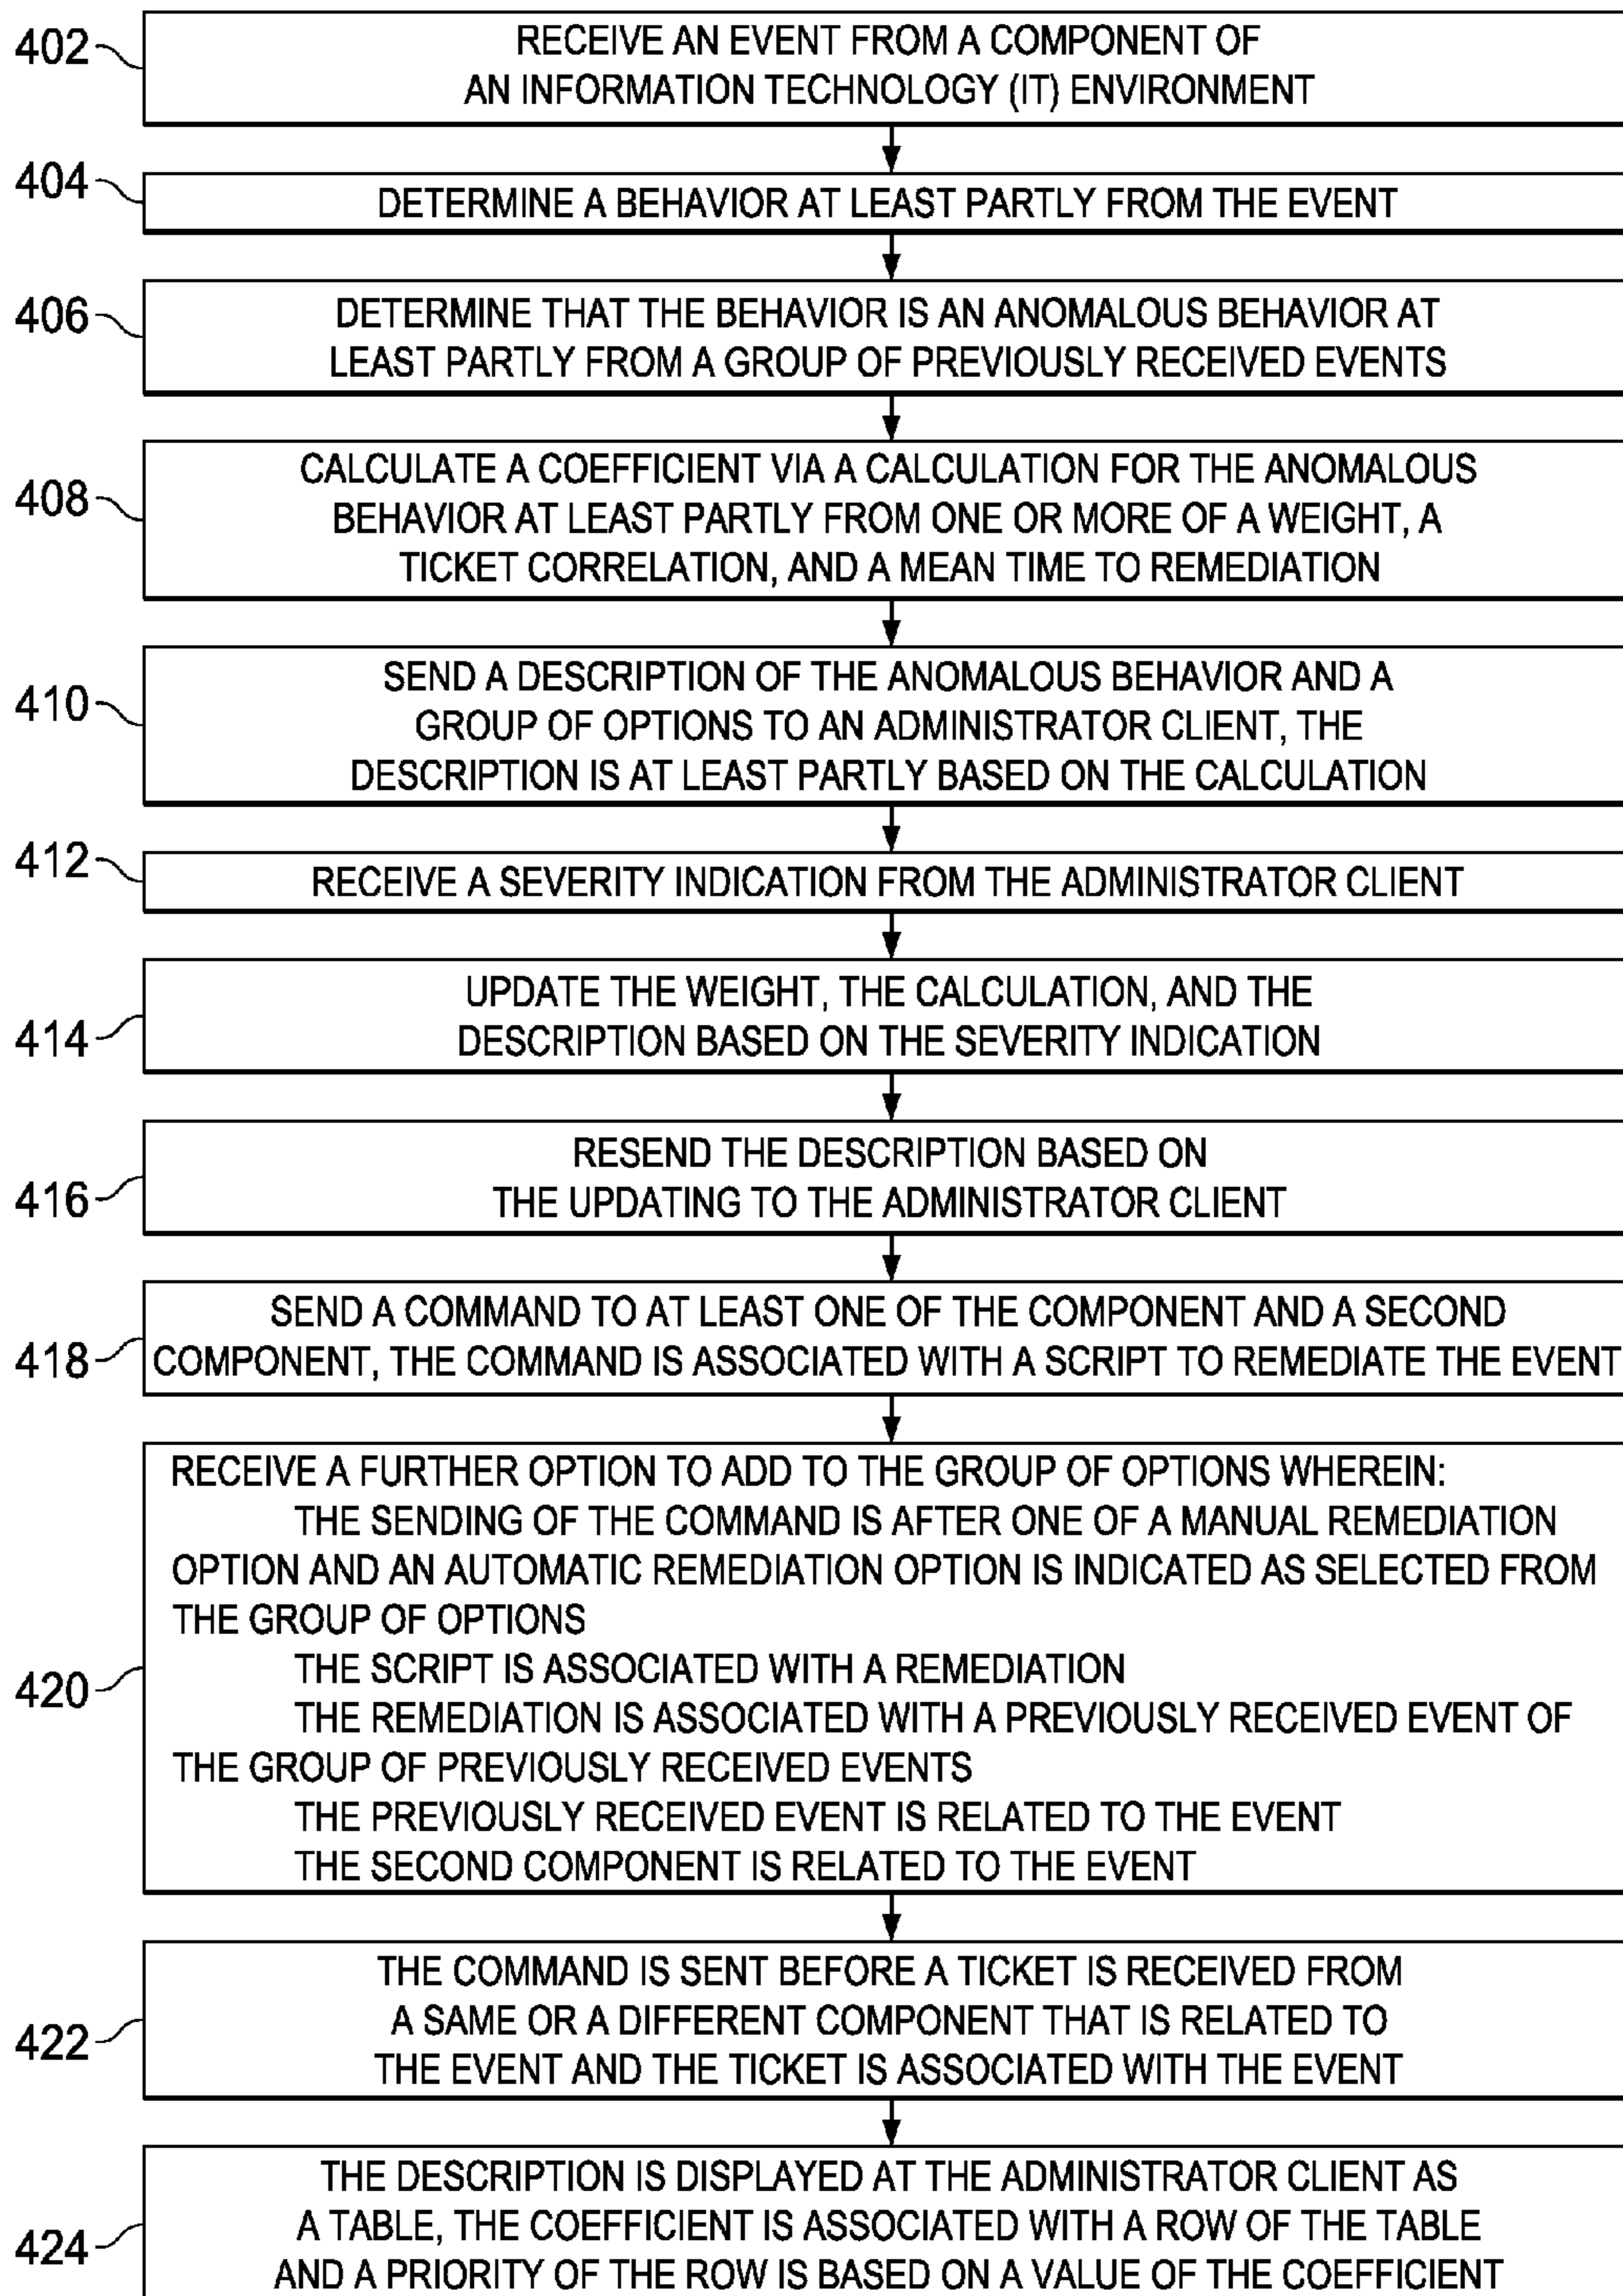 402
RECEIVE AN EVENT FROM A COMPONENT OF
AN INFORMATION TECHNOLOGY (IT) ENVIRONMENT
404
DETERMINE A BEHAVIOR AT LEAST PARTLY FROM THE EVENT
406
DETERMINE THAT THE BEHAVIOR IS AN ANOMALOUS BEHAVIOR AT
LEAST PARTLY FROM A GROUP OF PREVIOUSLY RECEIVED EVENTS
408
CALCULATE A COEFFICIENT VIA A CALCULATION FOR THE ANOMALOUS
BEHAVIOR AT LEAST PARTLY FROM ONE OR MORE OF A WEIGHT, A
TICKET CORRELATION, AND A MEAN TIME TO REMEDIATION
410
SEND A DESCRIPTION OF THE ANOMALOUS BEHAVIOR AND A
GROUP OF OPTIONS TO AN ADMINISTRATOR CLIENT, THE
DESCRIPTION IS AT LEAST PARTLY BASED ON THE CALCULATION
412
RECEIVE A SEVERITY INDICATION FROM THE ADMINISTRATOR CLIENT
414
UPDATE THE WEIGHT, THE CALCULATION, AND THE
DESCRIPTION BASED ON THE SEVERITY INDICATION
416
RESEND THE DESCRIPTION BASED ON
THE UPDATING TO THE ADMINISTRATOR CLIENT
418
SEND A COMMAND TO AT LEAST ONE OF THE COMPONENT AND A SECOND
COMPONENT, THE COMMAND IS ASSOCIATED WITH A SCRIPT TO REMEDIATE THE EVENT
420
RECEIVE A FURTHER OPTION TO ADD TO THE GROUP OF OPTIONS WHEREIN:
THE SENDING OF THE COMMAND IS AFTER ONE OF A MANUAL REMEDIATION
OPTION AND AN AUTOMATIC REMEDIATION OPTION IS INDICATED AS SELECTED FROM
THE GROUP OF OPTIONS
THE SCRIPT IS ASSOCIATED WITH A REMEDIATION
THE REMEDIATION IS ASSOCIATED WITH A PREVIOUSLY RECEIVED EVENT OF
THE GROUP OF PREVIOUSLY RECEIVED EVENTS
THE PREVIOUSLY RECEIVED EVENT IS RELATED TO THE EVENT
THE SECOND COMPONENT IS RELATED TO THE EVENT
422
THE COMMAND IS SENT BEFORE A TICKET IS RECEIVED FROM
A SAME OR A DIFFERENT COMPONENT THAT IS RELATED TO
THE EVENT AND THE TICKET IS ASSOCIATED WITH THE EVENT
424
THE DESCRIPTION IS DISPLAYED AT THE ADMINISTRATOR CLIENT AS
A TABLE, THE COEFFICIENT IS ASSOCIATED WITH A ROW OF THE TABLE
AND A PRIORITY OF THE ROW IS BASED ON A VALUE OF THE COEFFICIENT